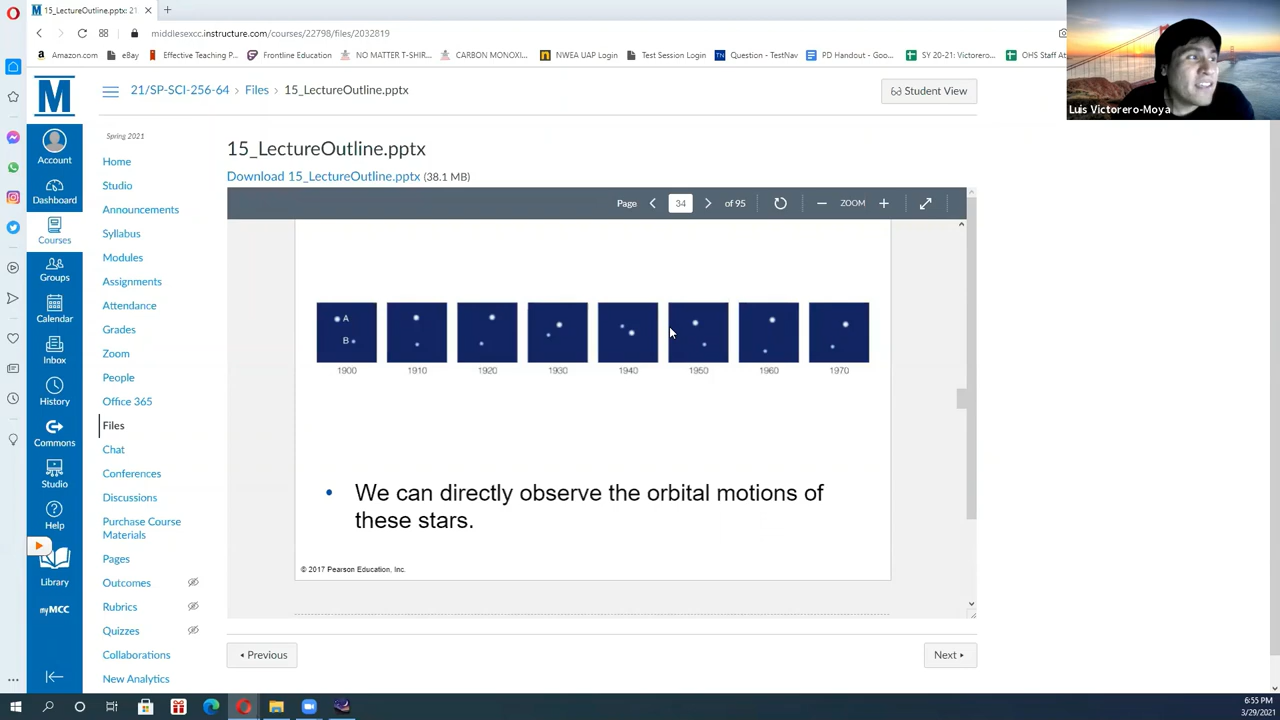 15_LectureOutline.pptx: 21
middlesexcc.instructure.com/courses/22798/files/2032819
Amazon.com
eBay
Effective Teaching P...
Frontline Education
NO MATTER T-SHIR...
CARBON MONOXI...
NWEA UAP Login
Test Session Login
Question - TestNav
PD Handout - Goo...
SY 20-21: Victorero...
OHS Staff At
Luis Victorero-Moya
21/SP-SCI-256-64
Files
15_LectureOutline.pptx
Student View
Account
Dashboard
Courses
Groups
Calendar
Inbox
History
Commons
Studio
Help
Library
myMCC
Spring 2021
Home
Studio
Announcements
Syllabus
Modules
Assignments
Attendance
Grades
Zoom
People
Office 365
Files
Chat
Conferences
Discussions
Purchase Course
Materials
Pages
Outcomes
Rubrics
Quizzes
Collaborations
New Analytics
15_LectureOutline.pptx
Download 15_LectureOutline.pptx (38.1 MB)
Page 34 of 95 ZOOM
A
B
1900 1910 1920 1930 1940 1950 1960 1970
• We can directly observe the orbital motions of
these stars.
© 2017 Pearson Education, Inc.
Previous
Next
6:55 PM
3/29/2021